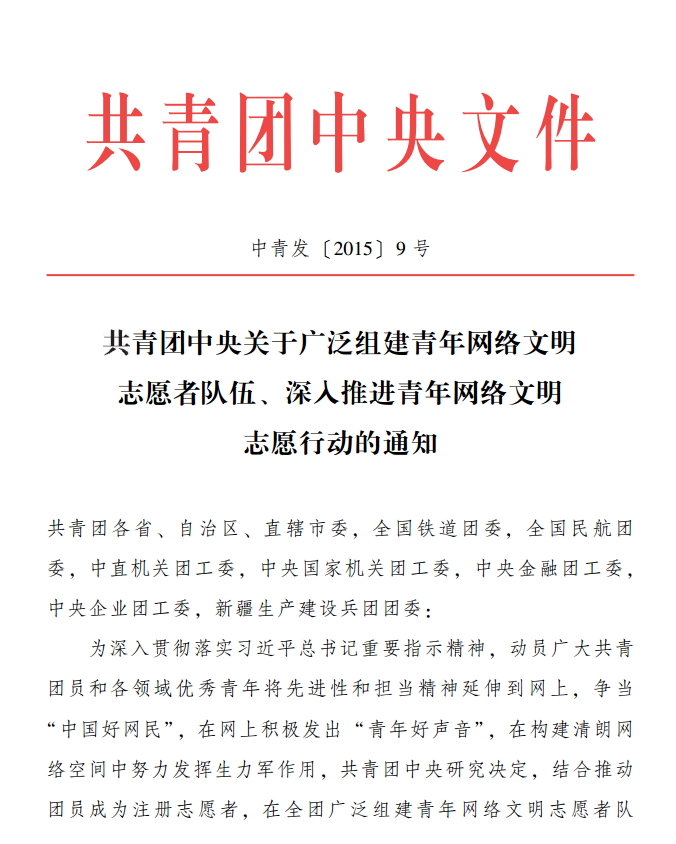 共青团中央文件
中青发〔2015〕9 号
共青团中央关于广泛组建青年网络文明
志愿者队伍、深入推进青年网络文明
志愿行动的通知
共青团各省、自治区、直辖市委，全国铁道团委，全国民航团
委，中直机关团工委，中央国家机关团工委，中央金融团工委，
中央企业团工委，新疆生产建设兵团团委：
为深入贯彻落实习近平总书记重要指示精神，动员广大共青
团员和各领域优秀青年将先进性和担当精神延伸到网上，争当
“中国好网民”，在网上积极发出“青年好声音”，在构建清朗网
络空间中努力发挥生力军作用，共青团中央研究决定，结合推动
团员成为注册志愿者，在全团广泛组建青年网络文明志愿者队